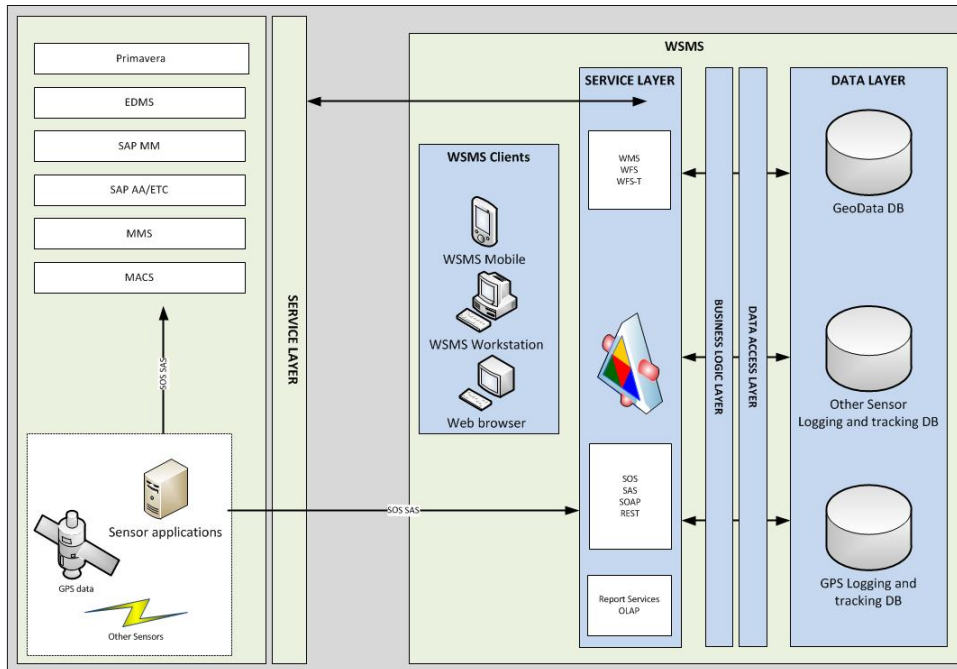 Primavera
EDMS
SAP MM
SAP AA/ETC
MMS
MACS
SOS SAS
Sensor applications
GPS data
Other Sensors
SERVICE LAYER
SOS SAS
WSMS
WSMS Clients
WSMS Mobile
WSMS Workstation
Web browser
SERVICE LAYER
WMS
WFS
WFS-T
SOS
SAS
SOAP
REST
Report Services
OLAP
BUSINESS LOGIC LAYER
DATA ACCESS LAYER
DATA LAYER
GeoData DB
Other Sensor
Logging and tracking DB
GPS Logging and
tracking DB